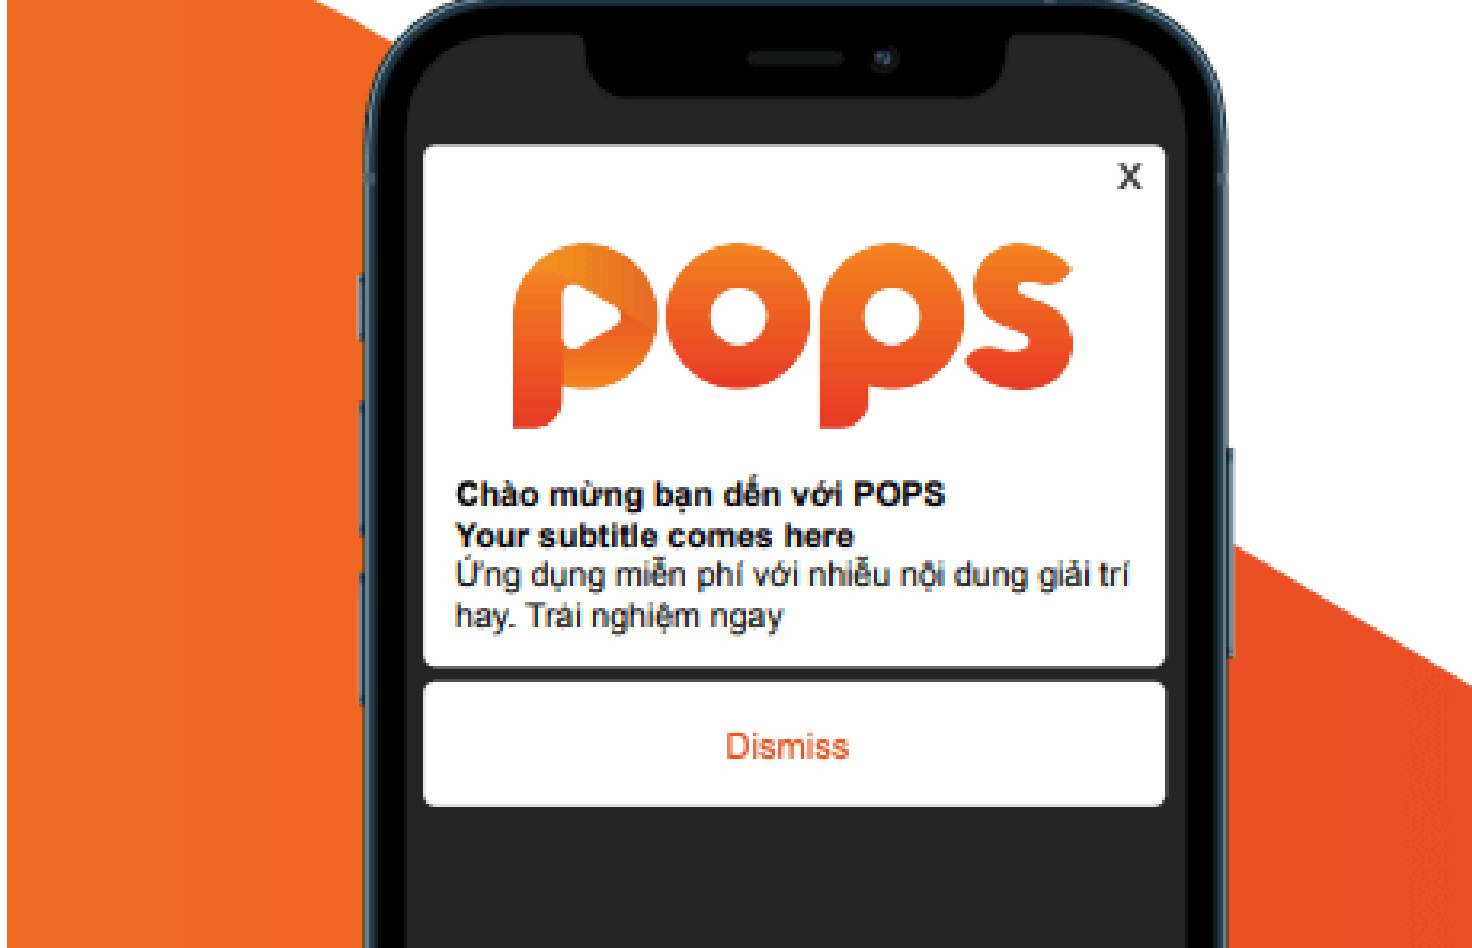 X
pops
Chào mừng bạn đến với POPS
Your subtitle comes here
Ứng dụng miễn phí với nhiều nội dung giải trí
hay. Trải nghiệm ngay
Dismiss